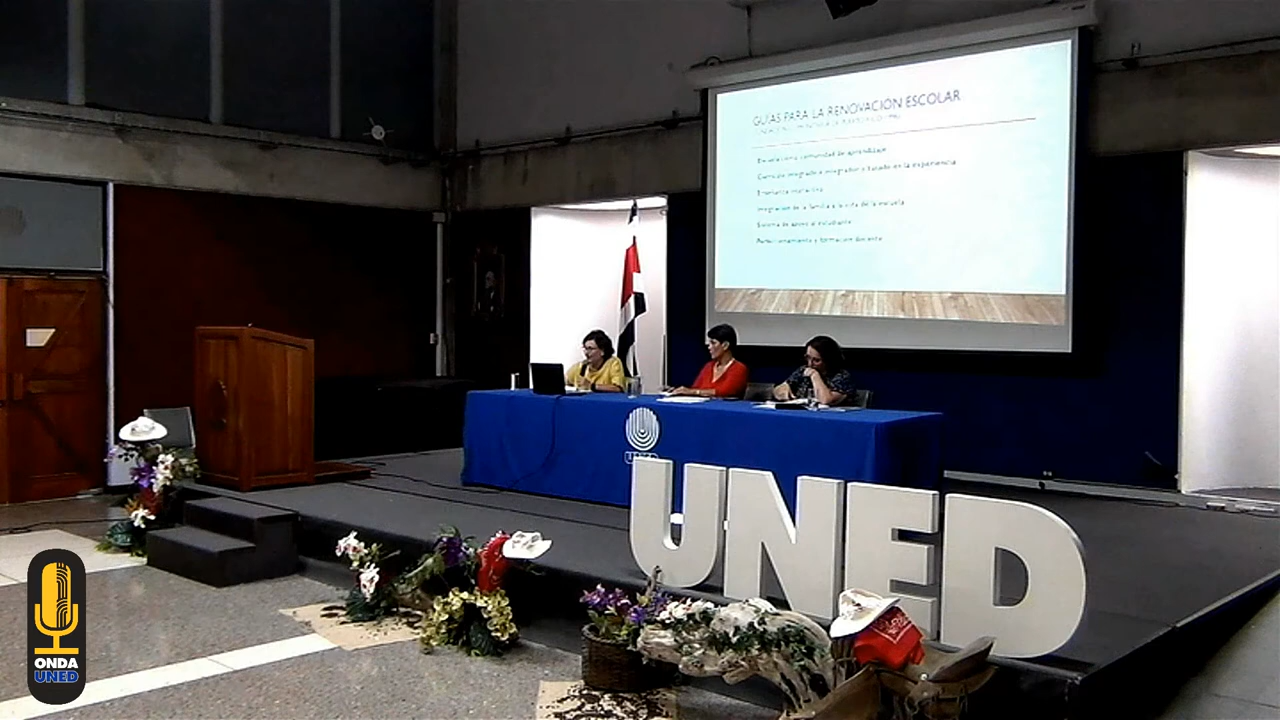 GUÍAS PARA LA RENOVACIÓN ESCOLAR
Escuela como comunidad de aprendizaje
Currículo integrado e integrador y basado en la experiencia
Enseñanza interactiva
Integración de la familia a la vida de la escuela
Sistema de apoyo al estudiante
Perfeccionamiento y formación docente
UNED
UNED
ONDA
UNED